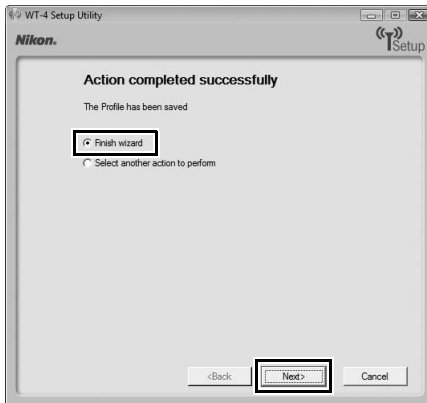 WT-4 Setup Utility
Nikon.
Setup
Action completed successfully
The Profile has been saved
Finish wizard
Select another action to perform
<Back
Next>
Cancel